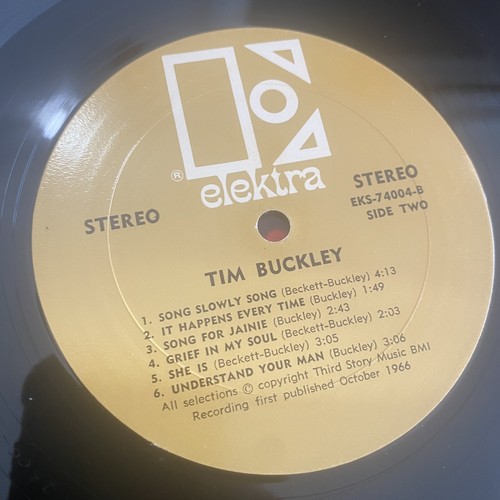 ® elektra
STEREO
STEREO
EKS-74004-B
SIDE TWO
TIM BUCKLEY
1. SONG SLOWLY SONG (Beckett-Buckley) 4:13
2. IT HAPPENS EVERY TIME (Buckley) 1:49
3. SONG FOR JAINIE (Buckley) 2:43
4. GRIEF IN MY SOUL (Beckett-Buckley) 2:03
5. SHE IS (Beckett-Buckley) 3:05
6. UNDERSTAND YOUR MAN (Buckley) 3:06
All selections © copyright Third Story Music BMI
Recording first published October 1966